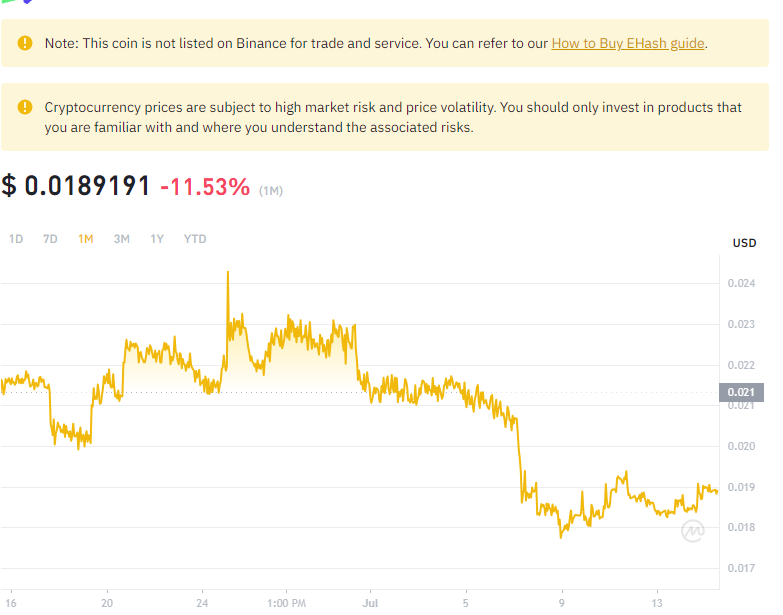 Note: This coin is not listed on Binance for trade and service. You can refer to our How to Buy EHash guide.
Cryptocurrency prices are subject to high market risk and price volatility. You should only invest in products that
you are familiar with and where you understand the associated risks.
$ 0.0189191 -11.53% (1M)
1D 7D 1M 3M 1Y YTD
USD
0.024
0.023
0.022
0.021
0.021
0.020
0.019
0.018
0.017
16 20 24 1:00 PM Jul 5 9 13